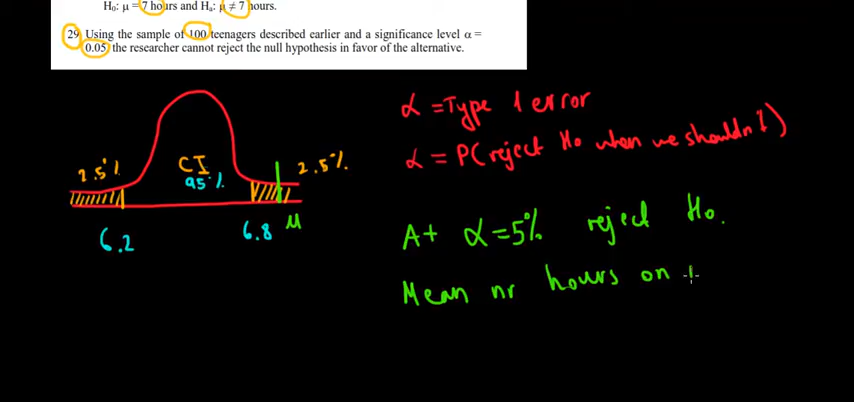 H₀: μ = 7 hours and Hₐ: μ ≠ 7 hours.
29 Using the sample of 100 teenagers described earlier and a significance level α =
0.05 the researcher cannot reject the null hypothesis in favor of the alternative.
α = Type 1 error
α = P( reject Ho when we shouldn't )
2.5%
CI
95%
2.5%
6.2
6.8
μ
At α = 5% reject Ho.
Mean nr hours on